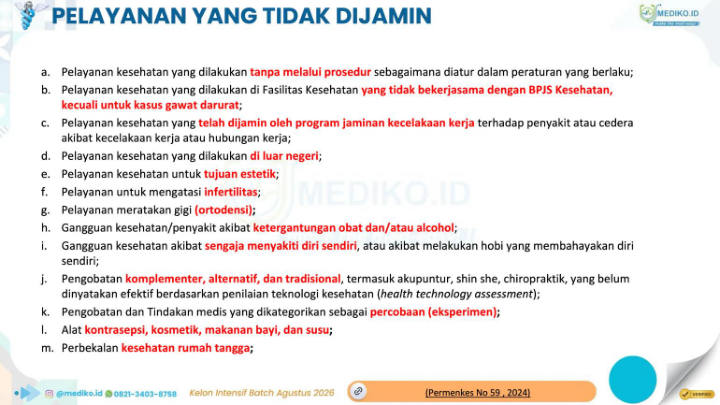 PELAYANAN YANG TIDAK DIJAMIN
MEDIKO.ID
a. Pelayanan kesehatan yang dilakukan tanpa melalui prosedur sebagaimana diatur dalam peraturan yang berlaku;
b. Pelayanan kesehatan yang dilakukan di Fasilitas Kesehatan yang tidak bekerjasama dengan BPJS Kesehatan,
kecuali untuk kasus gawat darurat;
c. Pelayanan kesehatan yang telah dijamin oleh program jaminan kecelakaan kerja terhadap penyakit atau cedera
akibat kecelakaan kerja atau hubungan kerja;
d. Pelayanan kesehatan yang dilakukan di luar negeri;
e. Pelayanan kesehatan untuk tujuan estetik;
f. Pelayanan untuk mengatasi infertilitas;
MEDIKO.ID
g. Pelayanan meratakan gigi (ortodensi);
h. Gangguan kesehatan/penyakit akibat ketergantungan obat dan/atau alcohol;
i. Gangguan kesehatan akibat sengaja menyakiti diri sendiri, atau akibat melakukan hobi yang membahayakan diri
sendiri;
j. Pengobatan komplementer, alternatif, dan tradisional, termasuk akupuntur, shin she, chiropraktik, yang belum
dinyatakan efektif berdasarkan penilaian teknologi kesehatan (health technology assessment);
k. Pengobatan dan Tindakan medis yang dikategorikan sebagai percobaan (eksperimen);
l. Alat kontrasepsi, kosmetik, makanan bayi, dan susu;
m. Perbekalan kesehatan rumah tangga;
@mediko.id 0821-3403-8758 Kelon Intensif Batch Agustus 2026 (Permenkes No 59 , 2024)
VERIFIED